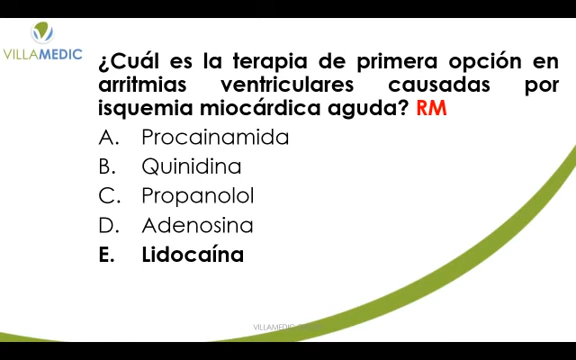 VILLAMEDIC
¿Cuál es la terapia de primera opción en
arritmias ventriculares causadas por
isquemia miocárdica aguda? RM
A. Procainamida
B. Quinidina
C. Propanolol
D. Adenosina
E. Lidocaína
VILLAMEDIC